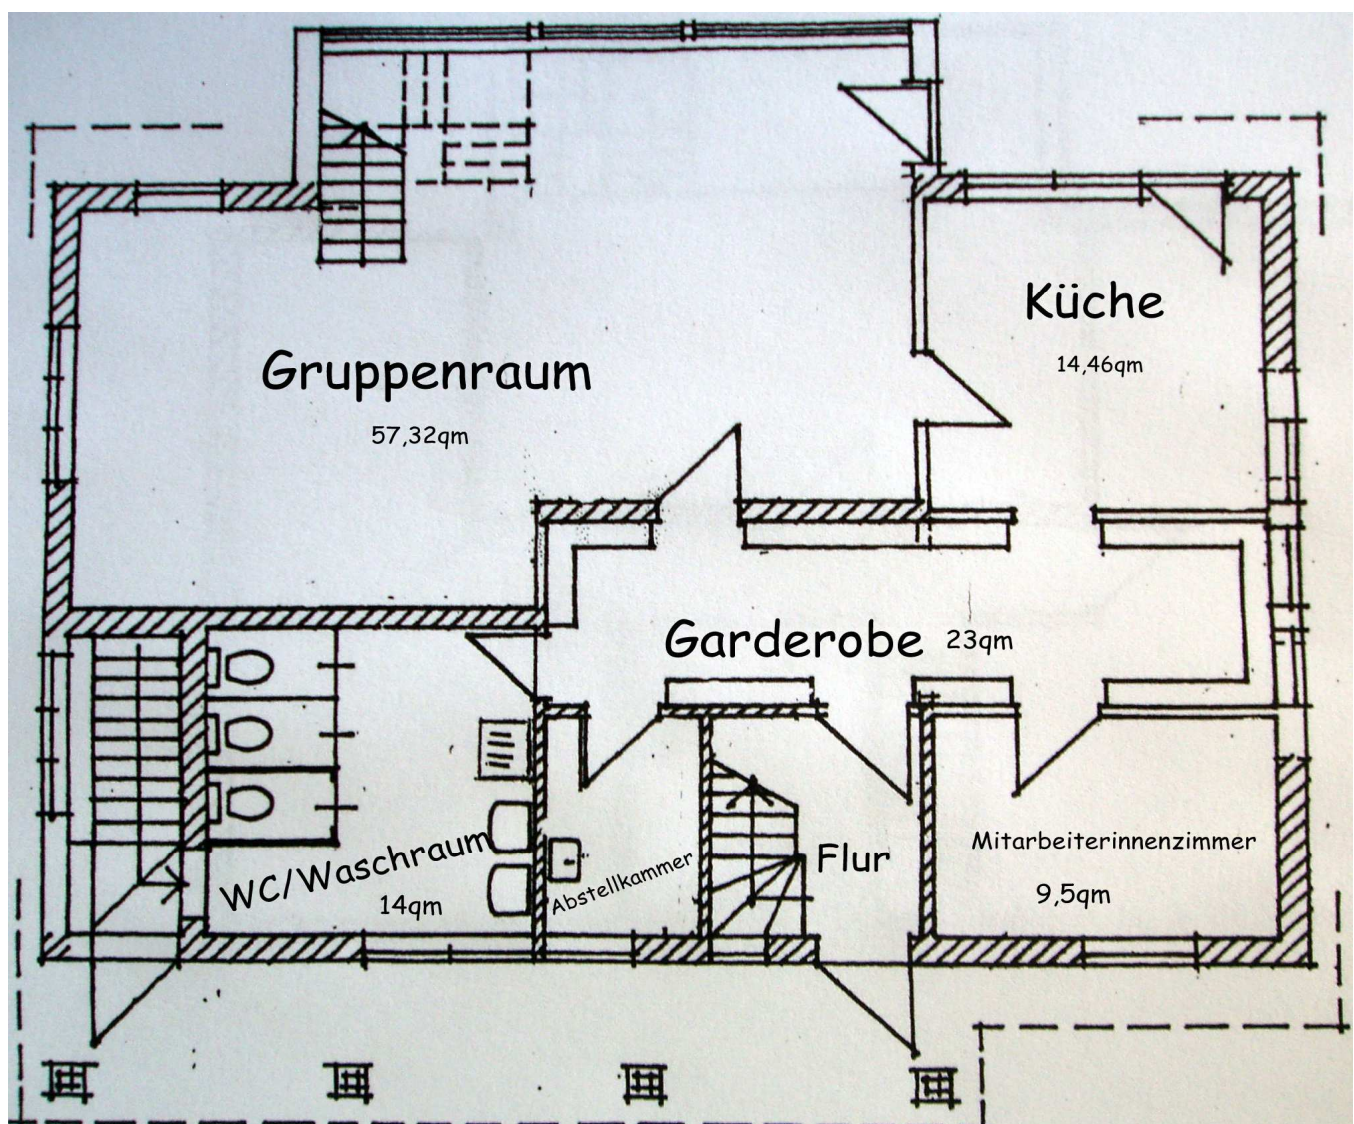 Küche
14,46qm
Gruppenraum
57,32qm
Garderobe 23qm
WC/Waschraum
14qm
Abstellkammer
Flur
Mitarbeiterinnenzimmer
9,5qm